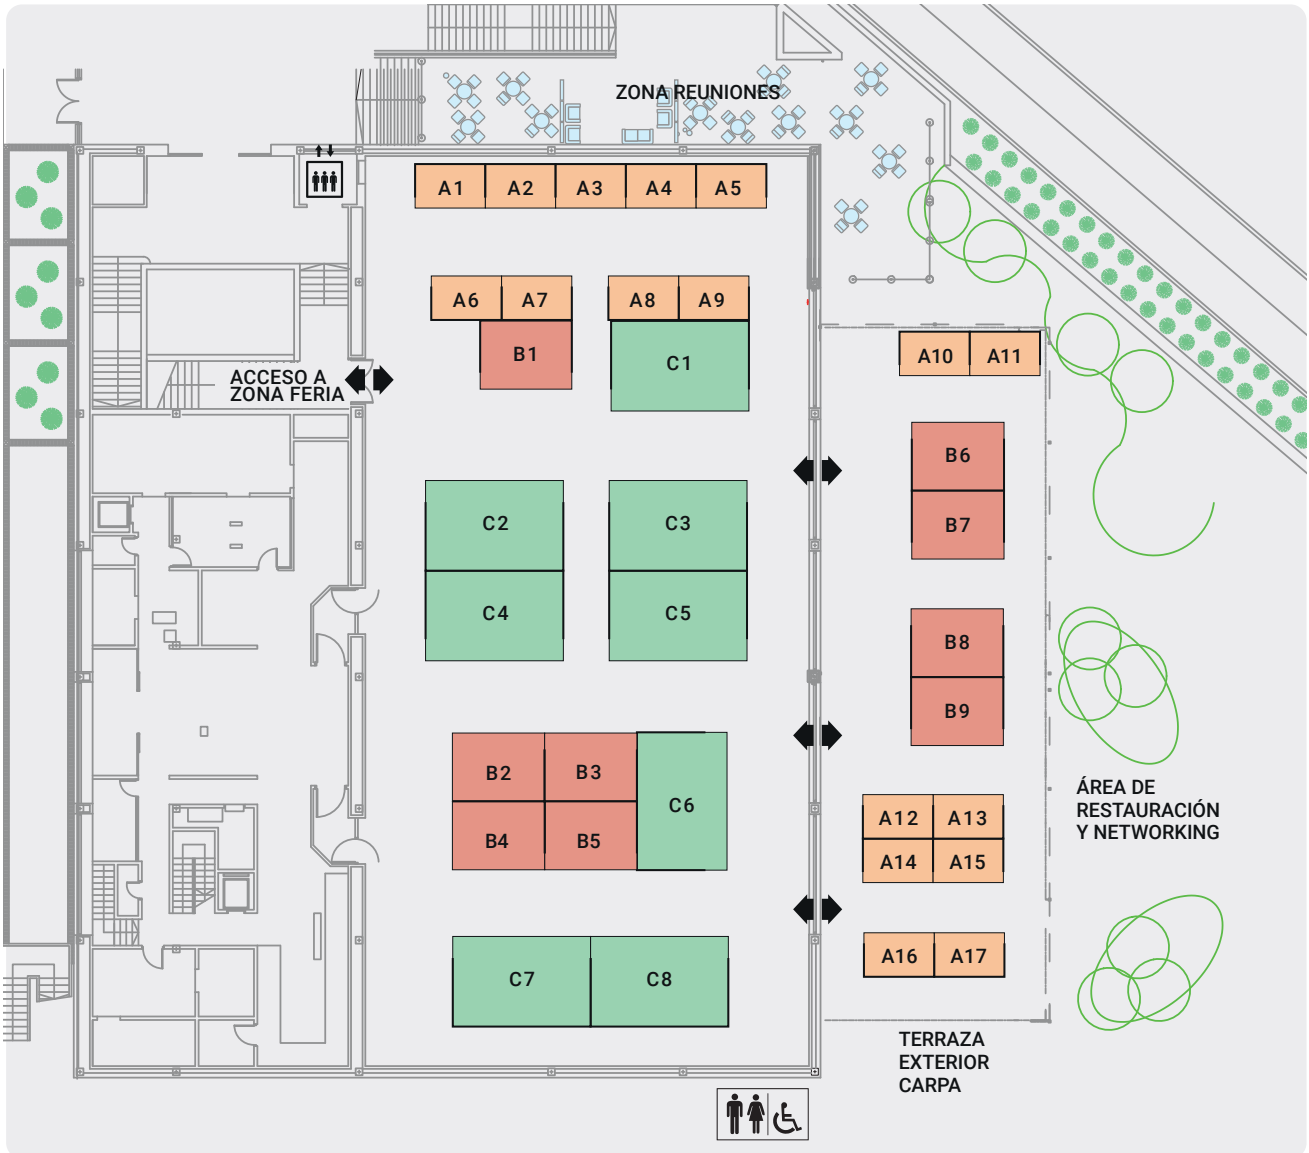 ZONA REUNIONES
A1 A2 A3 A4 A5
A6 A7 A8 A9
B1 C1
A10 A11
ACCESO A
ZONA FERIA
B6
B7
C2 C3
C4 C5
B8
B9
B2 B3 C6
B4 B5
A12 A13
A14 A15
ÁREA DE
RESTAURACIÓN
Y NETWORKING
A16 A17
C7 C8
TERRAZA
EXTERIOR
CARPA